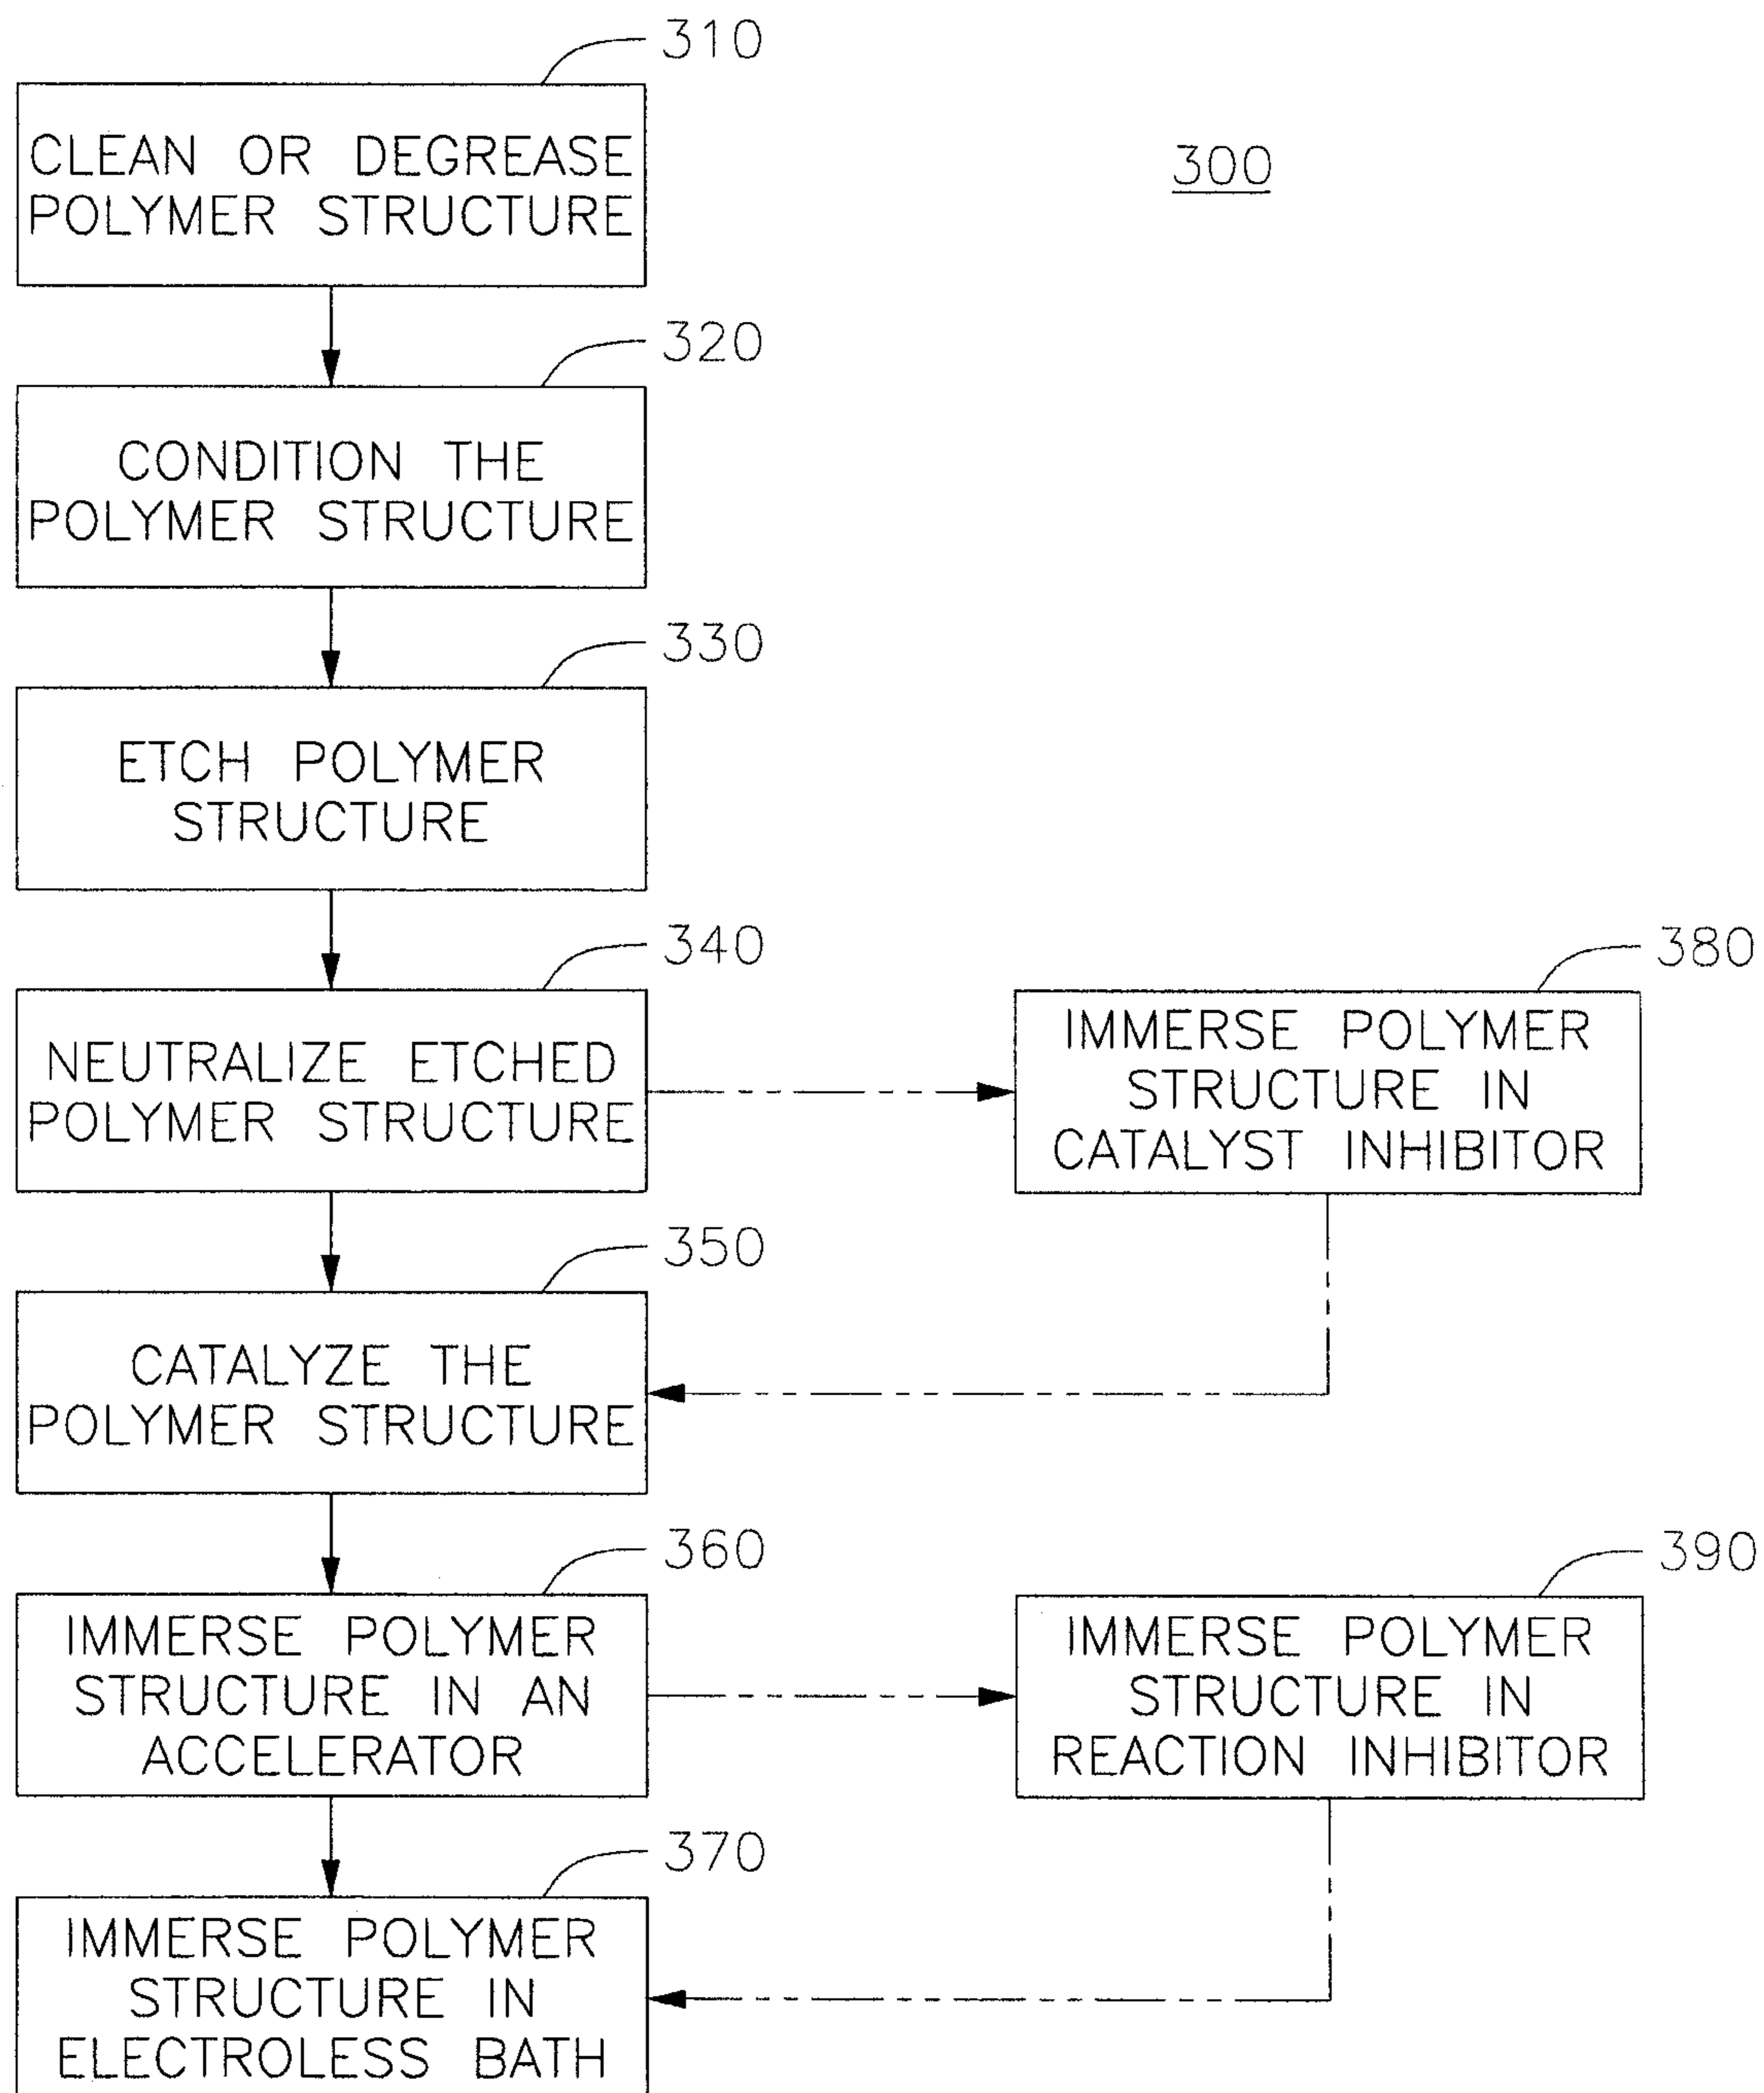 310
CLEAN OR DEGREASE
POLYMER STRUCTURE
300
320
CONDITION THE
POLYMER STRUCTURE
330
ETCH POLYMER
STRUCTURE
340
NEUTRALIZE ETCHED
POLYMER STRUCTURE
380
IMMERSE POLYMER
STRUCTURE IN
CATALYST INHIBITOR
350
CATALYZE THE
POLYMER STRUCTURE
360
IMMERSE POLYMER
STRUCTURE IN AN
ACCELERATOR
390
IMMERSE POLYMER
STRUCTURE IN
REACTION INHIBITOR
370
IMMERSE POLYMER
STRUCTURE IN
ELECTROLESS BATH